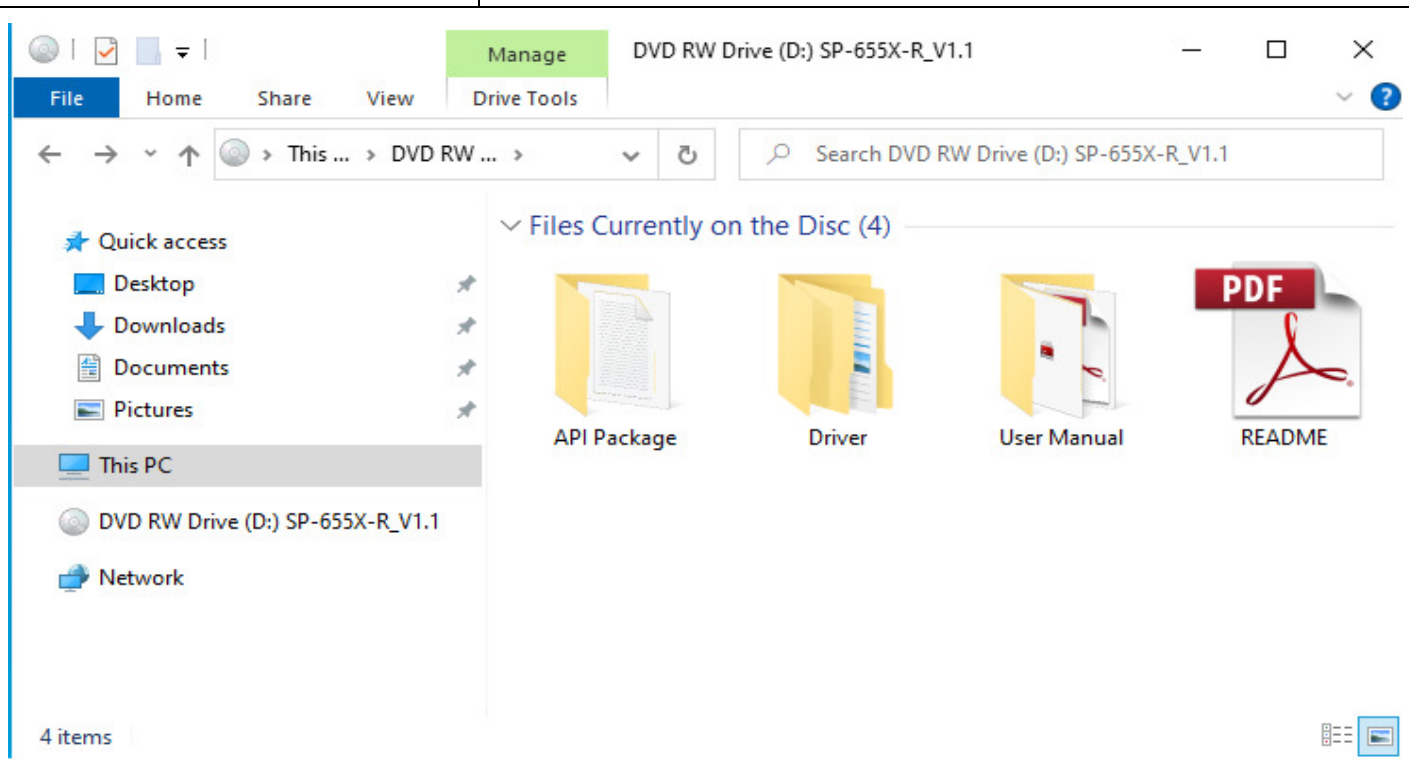 Manage
DVD RW Drive (D:) SP-655X-R_V1.1
File
Home
Share
View
Drive Tools
This ...
DVD RW ...
Search DVD RW Drive (D:) SP-655X-R_V1.1
Quick access
Desktop
Downloads
Documents
Pictures
This PC
DVD RW Drive (D:) SP-655X-R_V1.1
Network
Files Currently on the Disc (4)
API Package
Driver
User Manual
PDF
README
4 items